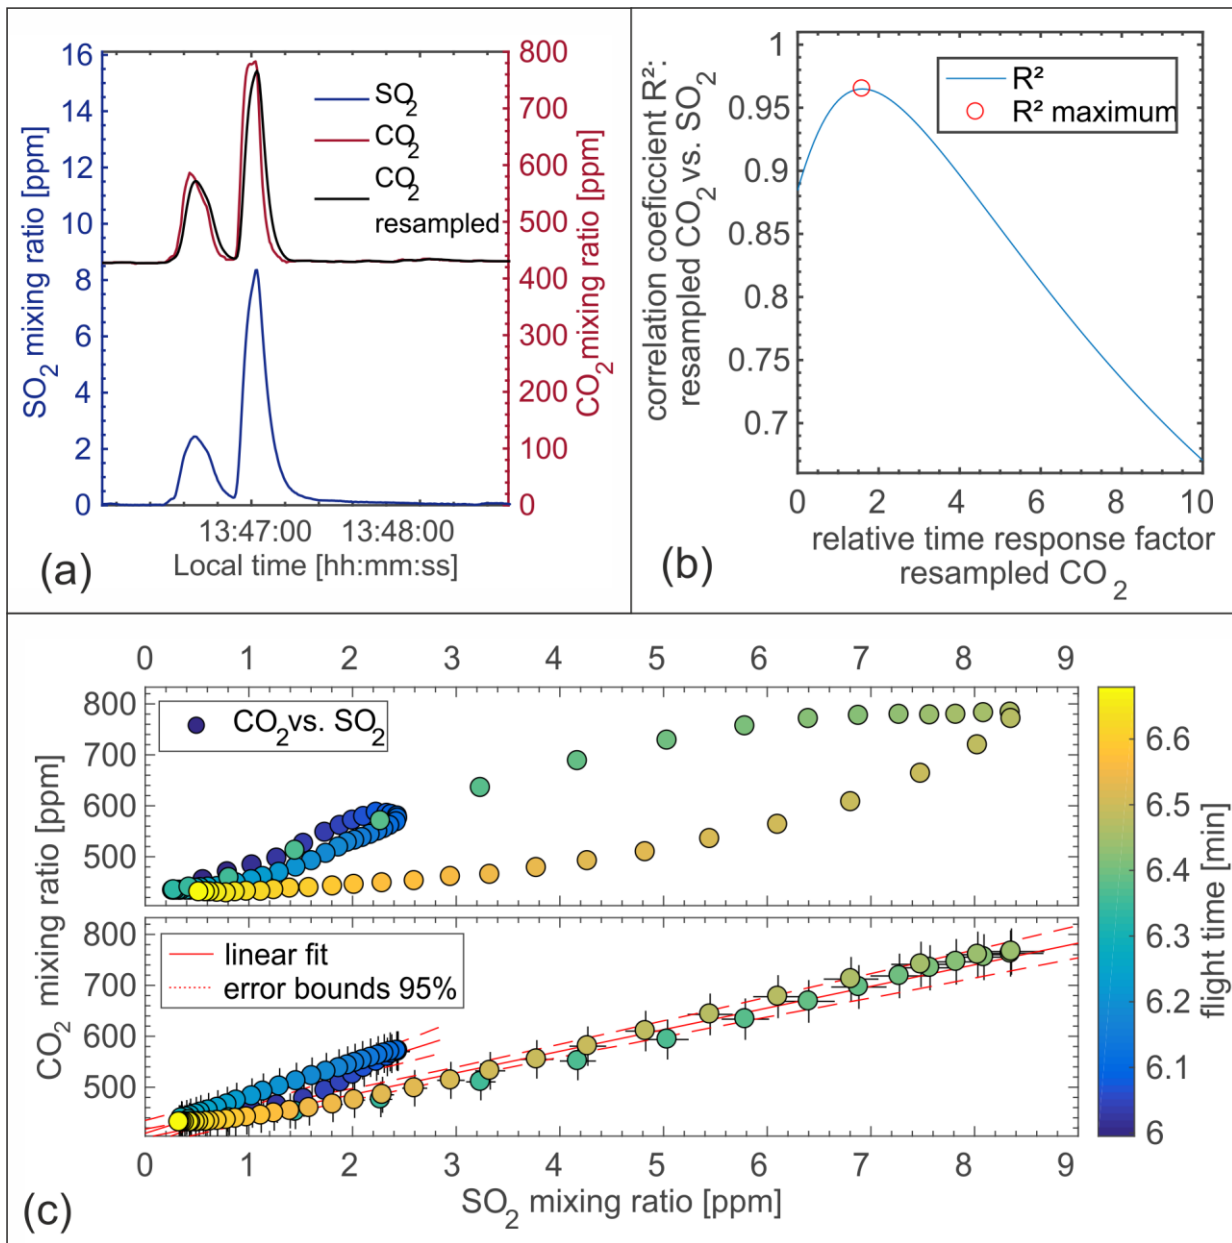 SO2 mixing ratio [ppm]
16
14
12
10
8
6
4
2
0
SO2
CO2
CO2
resampled
800
700
600
500
400
300
200
100
0
CO2 mixing ratio [ppm]
13:47:00 13:48:00
Local time [hh:mm:ss]
(a)
correlation coeficcient R²:
resampled CO2 vs. SO2
1
0.95
0.9
0.85
0.8
0.75
0.7
R²
R² maximum
0 2 4 6 8 10
relative time response factor
resampled CO2
(b)
0 1 2 3 4 5 6 7 8 9
800
700
600
500
CO2 vs. SO2
CO2 mixing ratio [ppm]
800
700
600
500
linear fit
error bounds 95%
0 1 2 3 4 5 6 7 8 9
SO2 mixing ratio [ppm]
6.6
6.5
6.4
6.3
6.2
6.1
6
flight time [min]
(c)